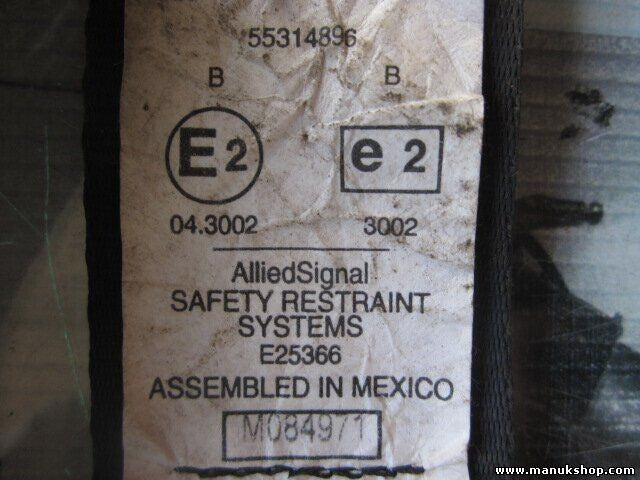 55314896
B B
E2 e 2
04.3002 3002
AlliedSignal
SAFETY RESTRAINT
SYSTEMS
E25366
ASSEMBLED IN MEXICO
M084971
www.manukshop.com